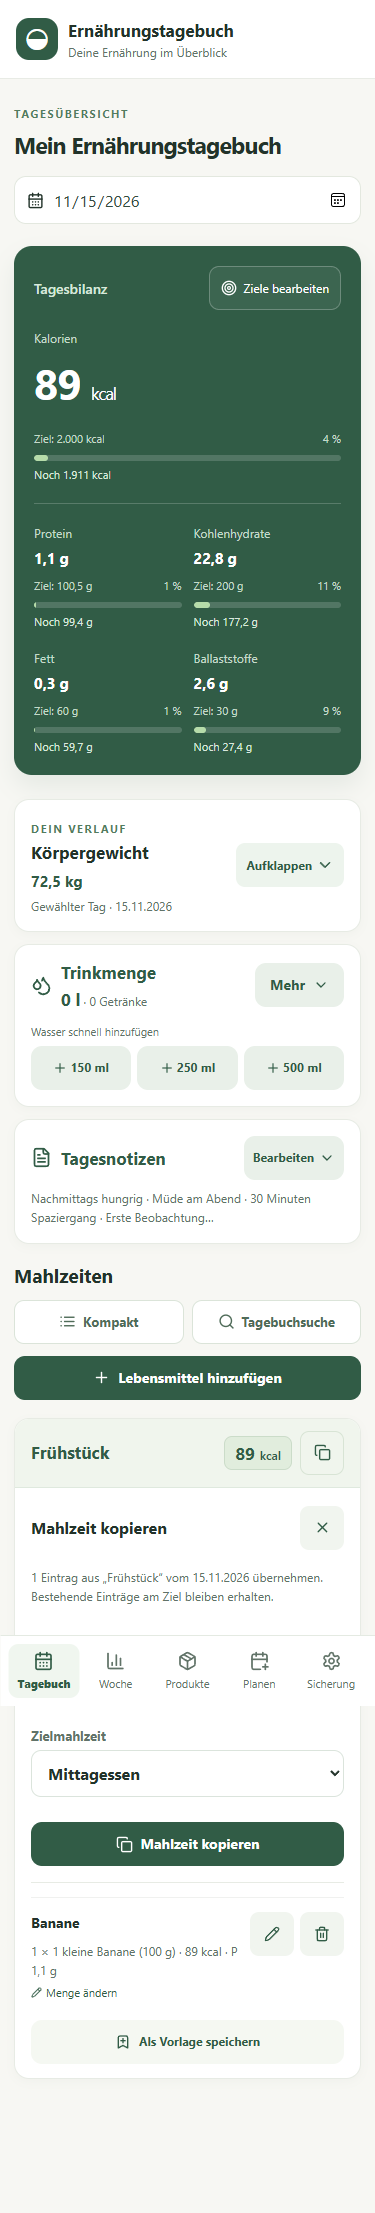 Ernährungstagebuch
Deine Ernährung im Überblick
TAGESÜBERSICHT
Mein Ernährungstagebuch
11/15/2026
Tagesbilanz
Ziele bearbeiten
Kalorien
89 kcal
Ziel: 2.000 kcal
4 %
Noch 1.911 kcal
Protein
Kohlenhydrate
1,1 g
22,8 g
Ziel: 100,5 g
1 %
Ziel: 200 g
11 %
Noch 99,4 g
Noch 177,2 g
Fett
Ballaststoffe
0,3 g
2,6 g
Ziel: 60 g
1 %
Ziel: 30 g
9 %
Noch 59,7 g
Noch 27,4 g
DEIN VERLAUF
Körpergewicht
72,5 kg
Aufklappen
Gewählter Tag · 15.11.2026
Trinkmenge
0 l · 0 Getränke
Mehr
Wasser schnell hinzufügen
+ 150 ml
+ 250 ml
+ 500 ml
Tagesnotizen
Bearbeiten
Nachmittags hungrig · Müde am Abend · 30 Minuten
Spaziergang · Erste Beobachtung...
Mahlzeiten
Kompakt
Tagebuchsuche
+ Lebensmittel hinzufügen
Frühstück
89 kcal
Mahlzeit kopieren
1 Eintrag aus „Frühstück“ vom 15.11.2026 übernehmen.
Bestehende Einträge am Ziel bleiben erhalten.
Tagebuch
Woche
Produkte
Planen
Sicherung
Zielmahlzeit
Mittagessen
Mahlzeit kopieren
Banane
1 × 1 kleine Banane (100 g) · 89 kcal · P
1,1 g
Menge ändern
Als Vorlage speichern